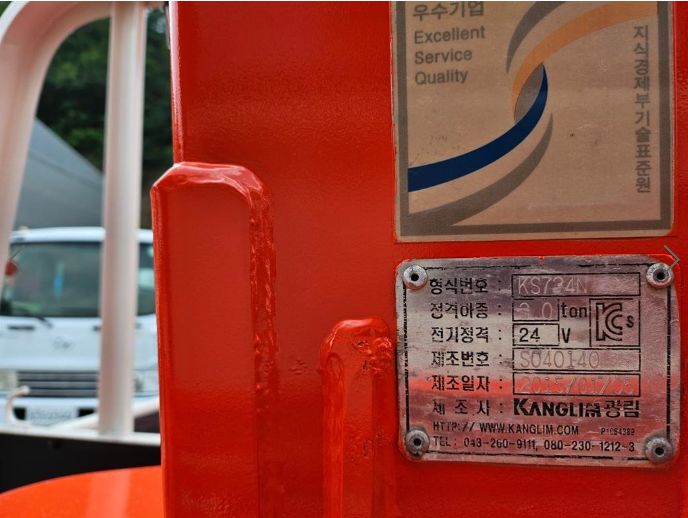 우수기업
Excellent
Service
Quality
지식경제부기술표준원
형식번호 : KS734N
정격하중 : 3.0 ton
전기정격 : 24 V
제조번호 : S040140
제조일자 :
제 조 사 : KANGLIM 광림
HTTP://WWW.KANGLIM.COM
TEL : 043-260-9111, 080-230-1212~3